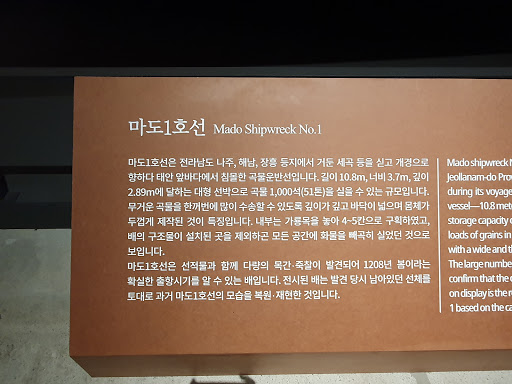 마도1호선 Mado Shipwreck No.1
마도1호선은 전라남도 나주, 해남, 장흥 등지에서 거둔 세곡 등을 싣고 개경으로
향하다 태안 앞바다에서 침몰한 곡물운반선입니다. 길이 10.8m, 너비 3.7m, 깊이
2.89m에 달하는 대형 선박으로 곡물 1,000석(51톤)을 실을 수 있는 규모입니다.
무거운 곡물을 한꺼번에 많이 수송할 수 있도록 깊이가 깊고 바닥이 넓으며 몸체가
두껍게 제작된 것이 특징입니다. 내부는 가룡목을 놓아 4~5칸으로 구획하였고,
배의 구조물이 설치된 곳을 제외하곤 모든 공간에 화물을 빼곡히 실었던 것으로
보입니다.
마도1호선은 선적물과 함께 다량의 목간·죽찰이 발견되어 1208년 봄이라는
확실한 출항시기를 알 수 있는 배입니다. 전시된 배는 발견 당시 남아있던 선체를
토대로 과거 마도1호선의 모습을 복원·재현한 것입니다.
Mado shipwreck N
Jeollanam-do Pro
during its voyage
vessel—10.8 mete
storage capacity o
loads of grains in
with a wide and th
The large number
confirm that the c
on display is the r
1 based on the ca